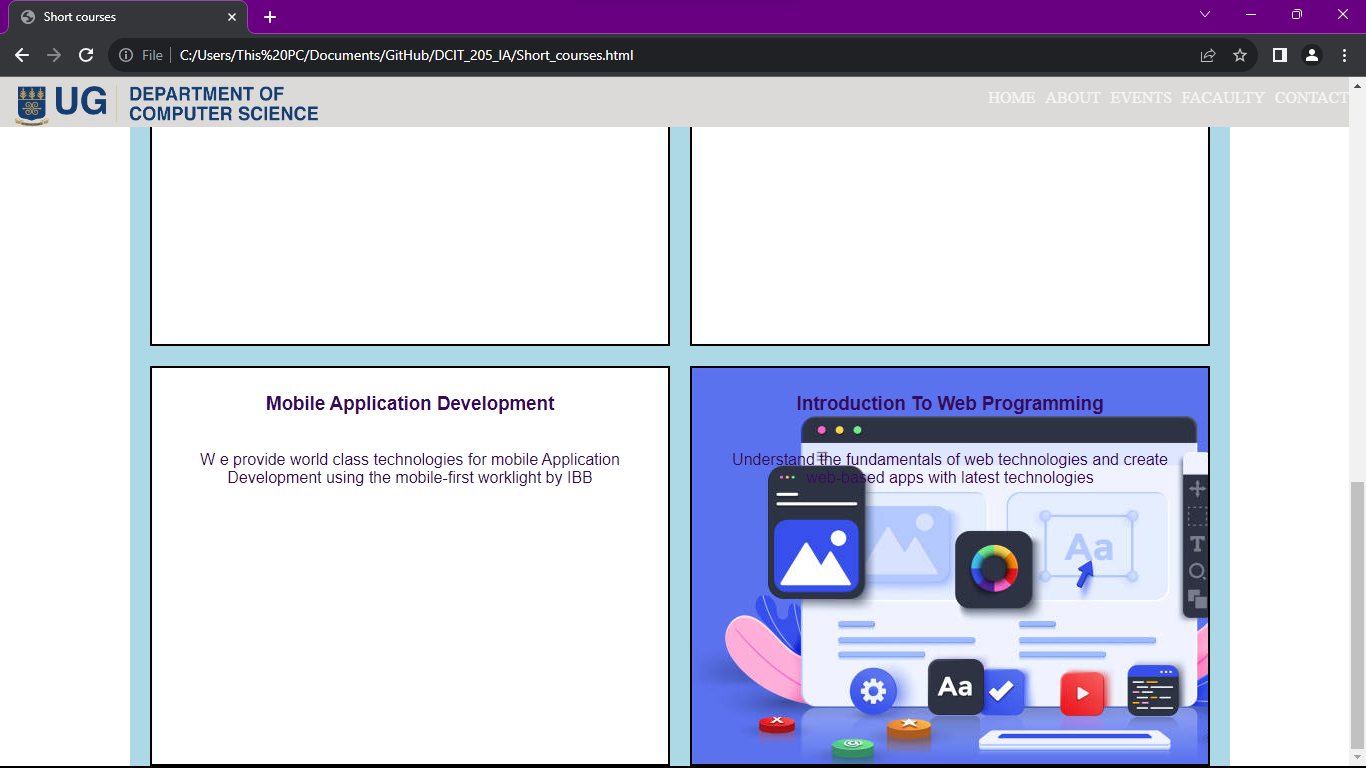 Short courses
File C:/Users/This%20PC/Documents/GitHub/DCIT_205_IA/Short_courses.html
UG DEPARTMENT OF
COMPUTER SCIENCE
HOME ABOUT EVENTS FACAULTY CONTACT
Mobile Application Development
W e provide world class technologies for mobile Application
Development using the mobile-first worklight by IBB
Introduction To Web Programming
Understand the fundamentals of web technologies and create
web-based apps with latest technologies
Aa
T
Aa